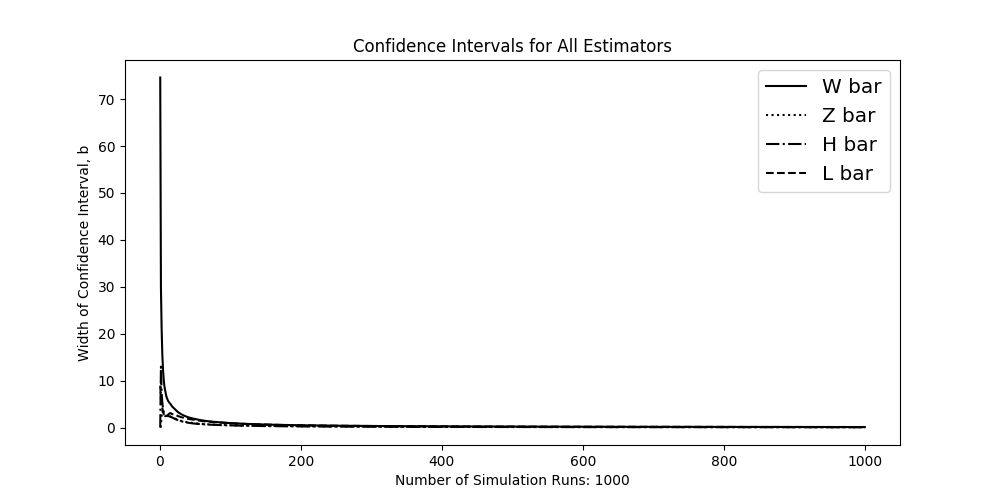 Confidence Intervals for All Estimators
W bar
Z bar
H bar
L bar
Width of Confidence Interval, b
70
60
50
40
30
20
10
0
0 200 400 600 800 1000
Number of Simulation Runs: 1000